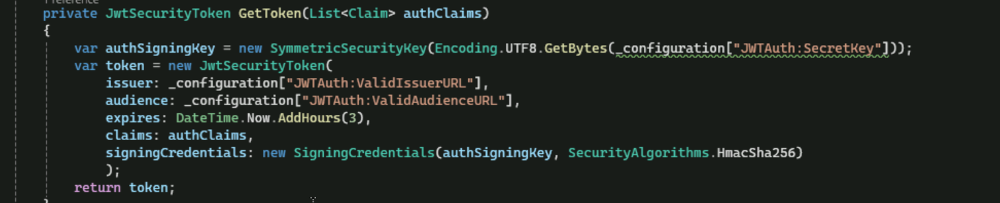 1 reference
private JwtSecurityToken GetToken(List<Claim> authClaims)
{
var authSigningKey = new SymmetricSecurityKey(Encoding.UTF8.GetBytes(_configuration["JWTAuth:SecretKey"]));
var token = new JwtSecurityToken(
issuer: _configuration["JWTAuth:ValidIssuerURL"],
audience: _configuration["JWTAuth:ValidAudienceURL"],
expires: DateTime.Now.AddHours(3),
claims: authClaims,
signingCredentials: new SigningCredentials(authSigningKey, SecurityAlgorithms.HmacSha256)
);
return token;
}